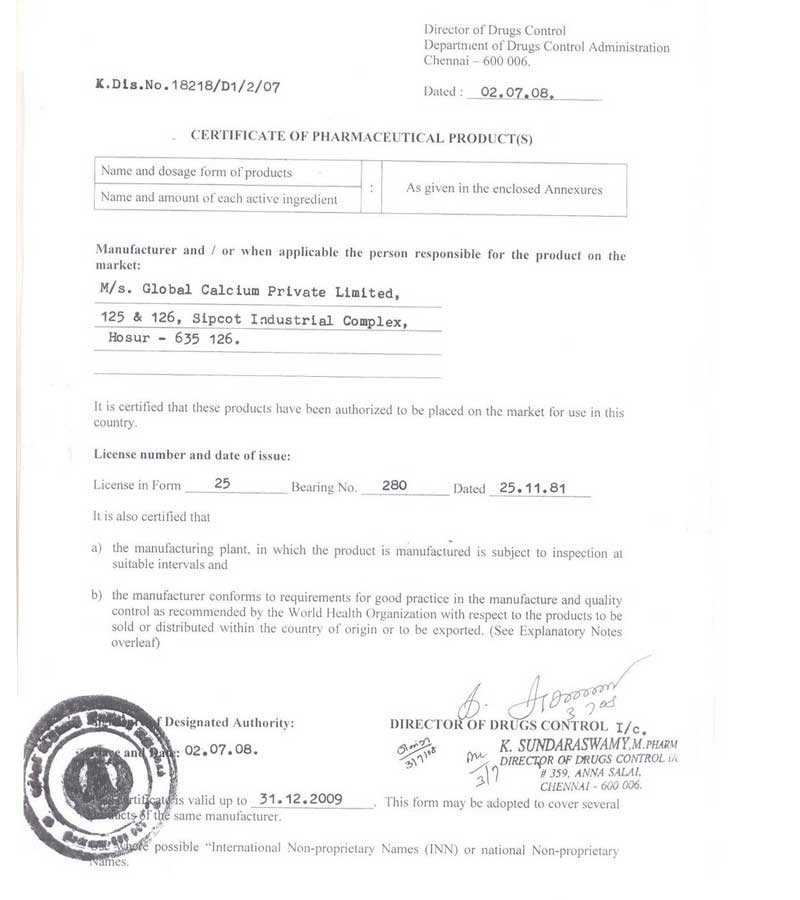 Director of Drugs Control
Department of Drugs Control Administration
Chennai – 600 006.
K.Dis.No.18218/D1/2/07
Dated : 02.07.08.
CERTIFICATE OF PHARMACEUTICAL PRODUCT(S)
Name and dosage form of products
Name and amount of each active ingredient
:
As given in the enclosed Annexures
Manufacturer and / or when applicable the person responsible for the product on the
market:
M/s. Global Calcium Private Limited,
125 & 126, Sipcot Industrial Complex,
Hosur - 635 126.
It is certified that these products have been authorized to be placed on the market for use in this
country.
License number and date of issue:
License in Form 25 Bearing No. 280 Dated 25.11.81
It is also certified that
a) the manufacturing plant, in which the product is manufactured is subject to inspection at
suitable intervals and
b) the manufacturer conforms to requirements for good practice in the manufacture and quality
control as recommended by the World Health Organization with respect to the products to be
sold or distributed within the country of origin or to be exported. (See Explanatory Notes
overleaf)
of Designated Authority:
DIRECTOR OF DRUGS CONTROL I/c.
and Date: 02.07.08.
3/7/08
3/7
K. SUNDARASWAMY, M.PHARM
DIRECTOR OF DRUGS CONTROL i/c
# 359, ANNA SALAI,
CHENNAI - 600 006.
certificate is valid up to 31.12.2009. This form may be adopted to cover several
products of the same manufacturer.
Use where possible “International Non-proprietary Names (INN) or national Non-proprietary
Names.